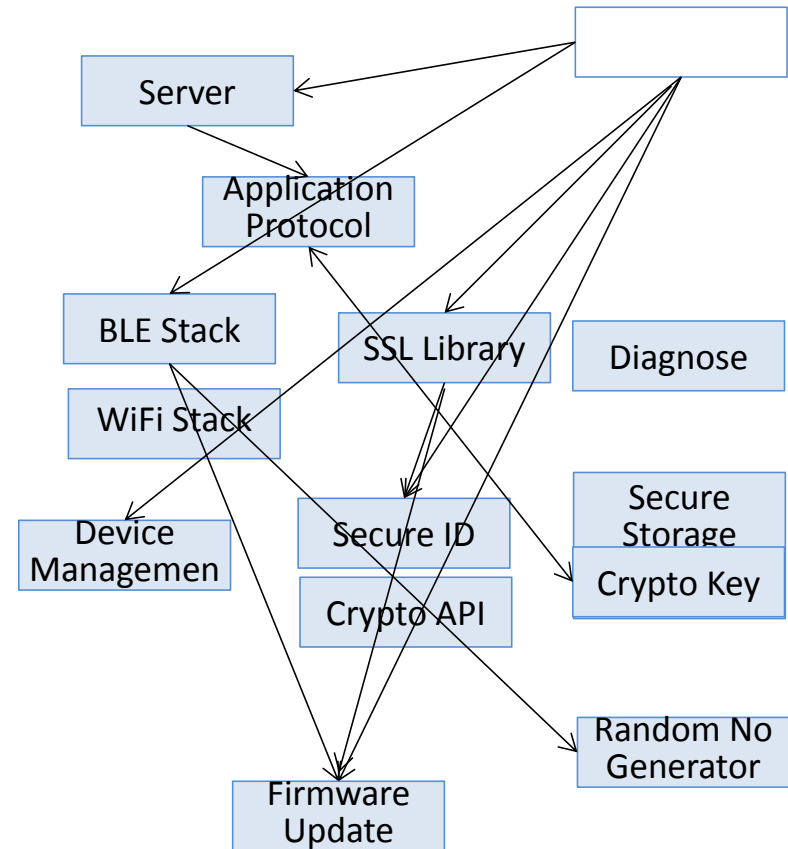 Server
Application
Protocol
BLE Stack
SSL Library
Diagnose
WiFi Stack
Secure
Storage
Device
Managemen
Secure ID
Crypto Key
Crypto API
Random No
Generator
Firmware
Update